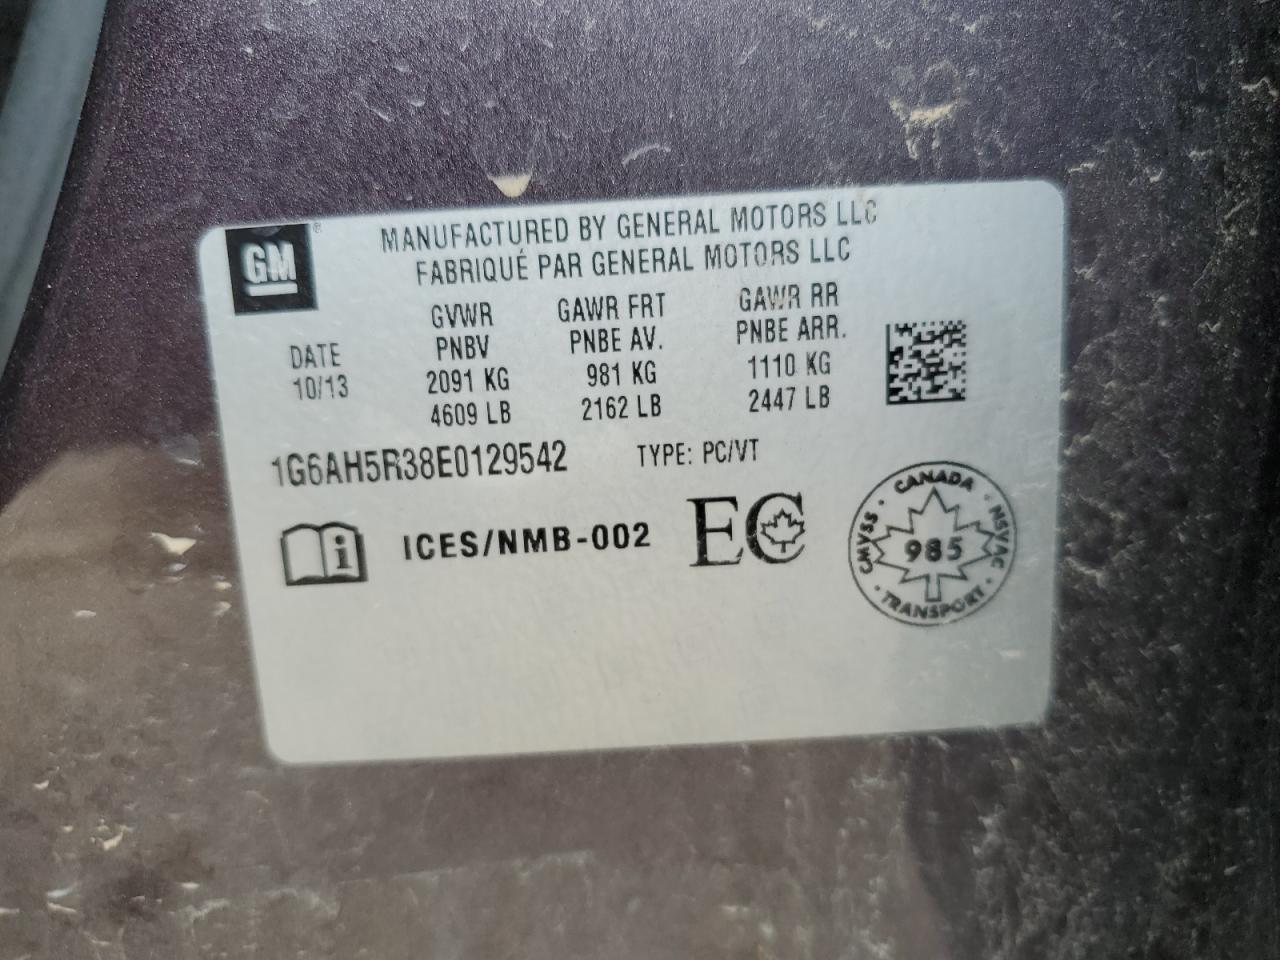 GM ®
MANUFACTURED BY GENERAL MOTORS LLC
FABRIQUÉ PAR GENERAL MOTORS LLC
GVWR GAWR FRT GAWR RR
DATE PNBV PNBE AV. PNBE ARR.
10/13 2091 KG 981 KG 1110 KG
4609 LB 2162 LB 2447 LB
1G6AH5R38E0129542 TYPE: PC/VT
i ICES/NMB-002 EC
CANADA
CMVSS · 985 · NSVAC
· TRANSPORT ·